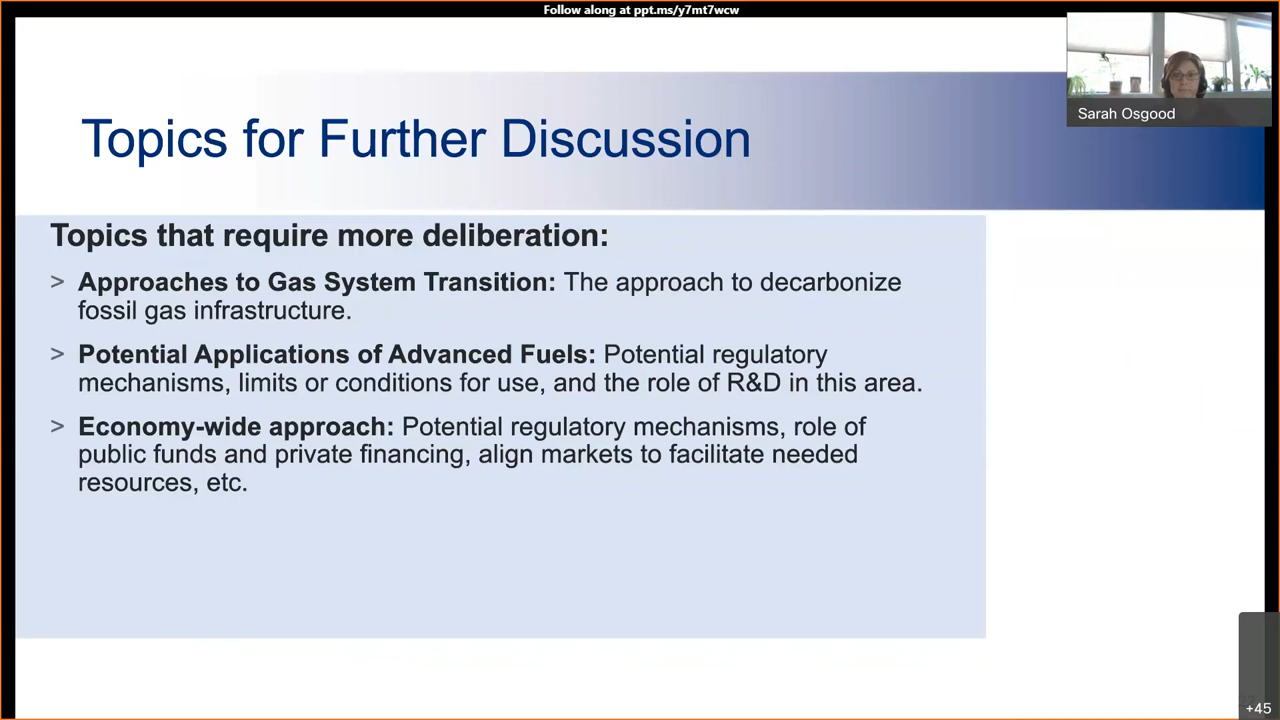 Follow along at ppt.ms/y7mt7wcw
Sarah Osgood
Topics for Further Discussion
Topics that require more deliberation:
> Approaches to Gas System Transition: The approach to decarbonize
fossil gas infrastructure.
> Potential Applications of Advanced Fuels: Potential regulatory
mechanisms, limits or conditions for use, and the role of R&D in this area.
> Economy-wide approach: Potential regulatory mechanisms, role of
public funds and private financing, align markets to facilitate needed
resources, etc.
+45